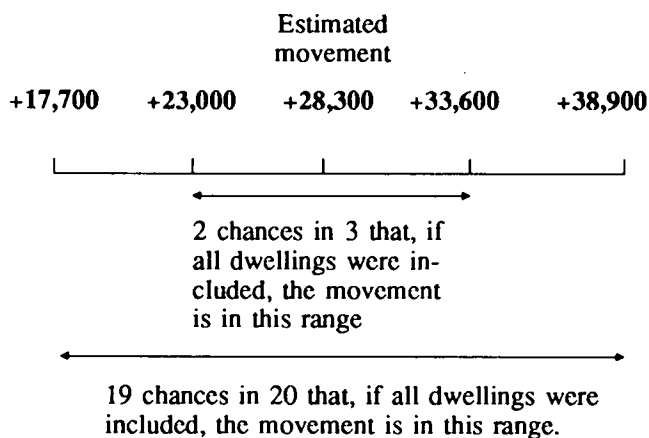 Estimated
movement
+17,700 +23,000 +28,300 +33,600 +38,900
2 chances in 3 that, if
all dwellings were in-
cluded, the movement
is in this range
19 chances in 20 that, if all dwellings were
included, the movement is in this range.